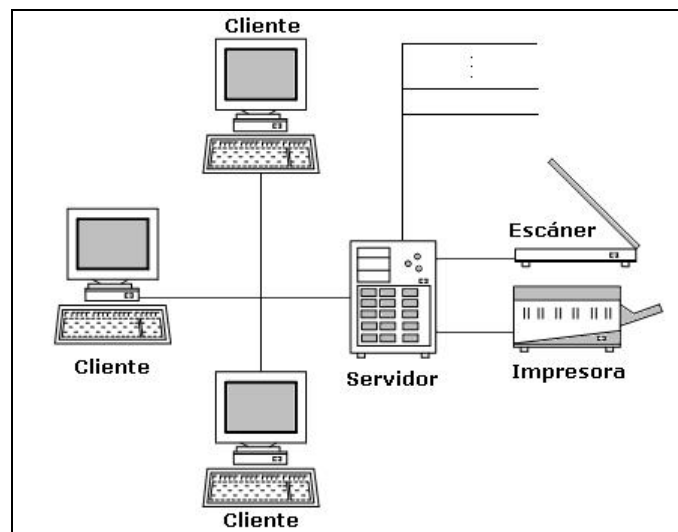 Cliente
Escáner
Cliente
Servidor
Impresora
Cliente